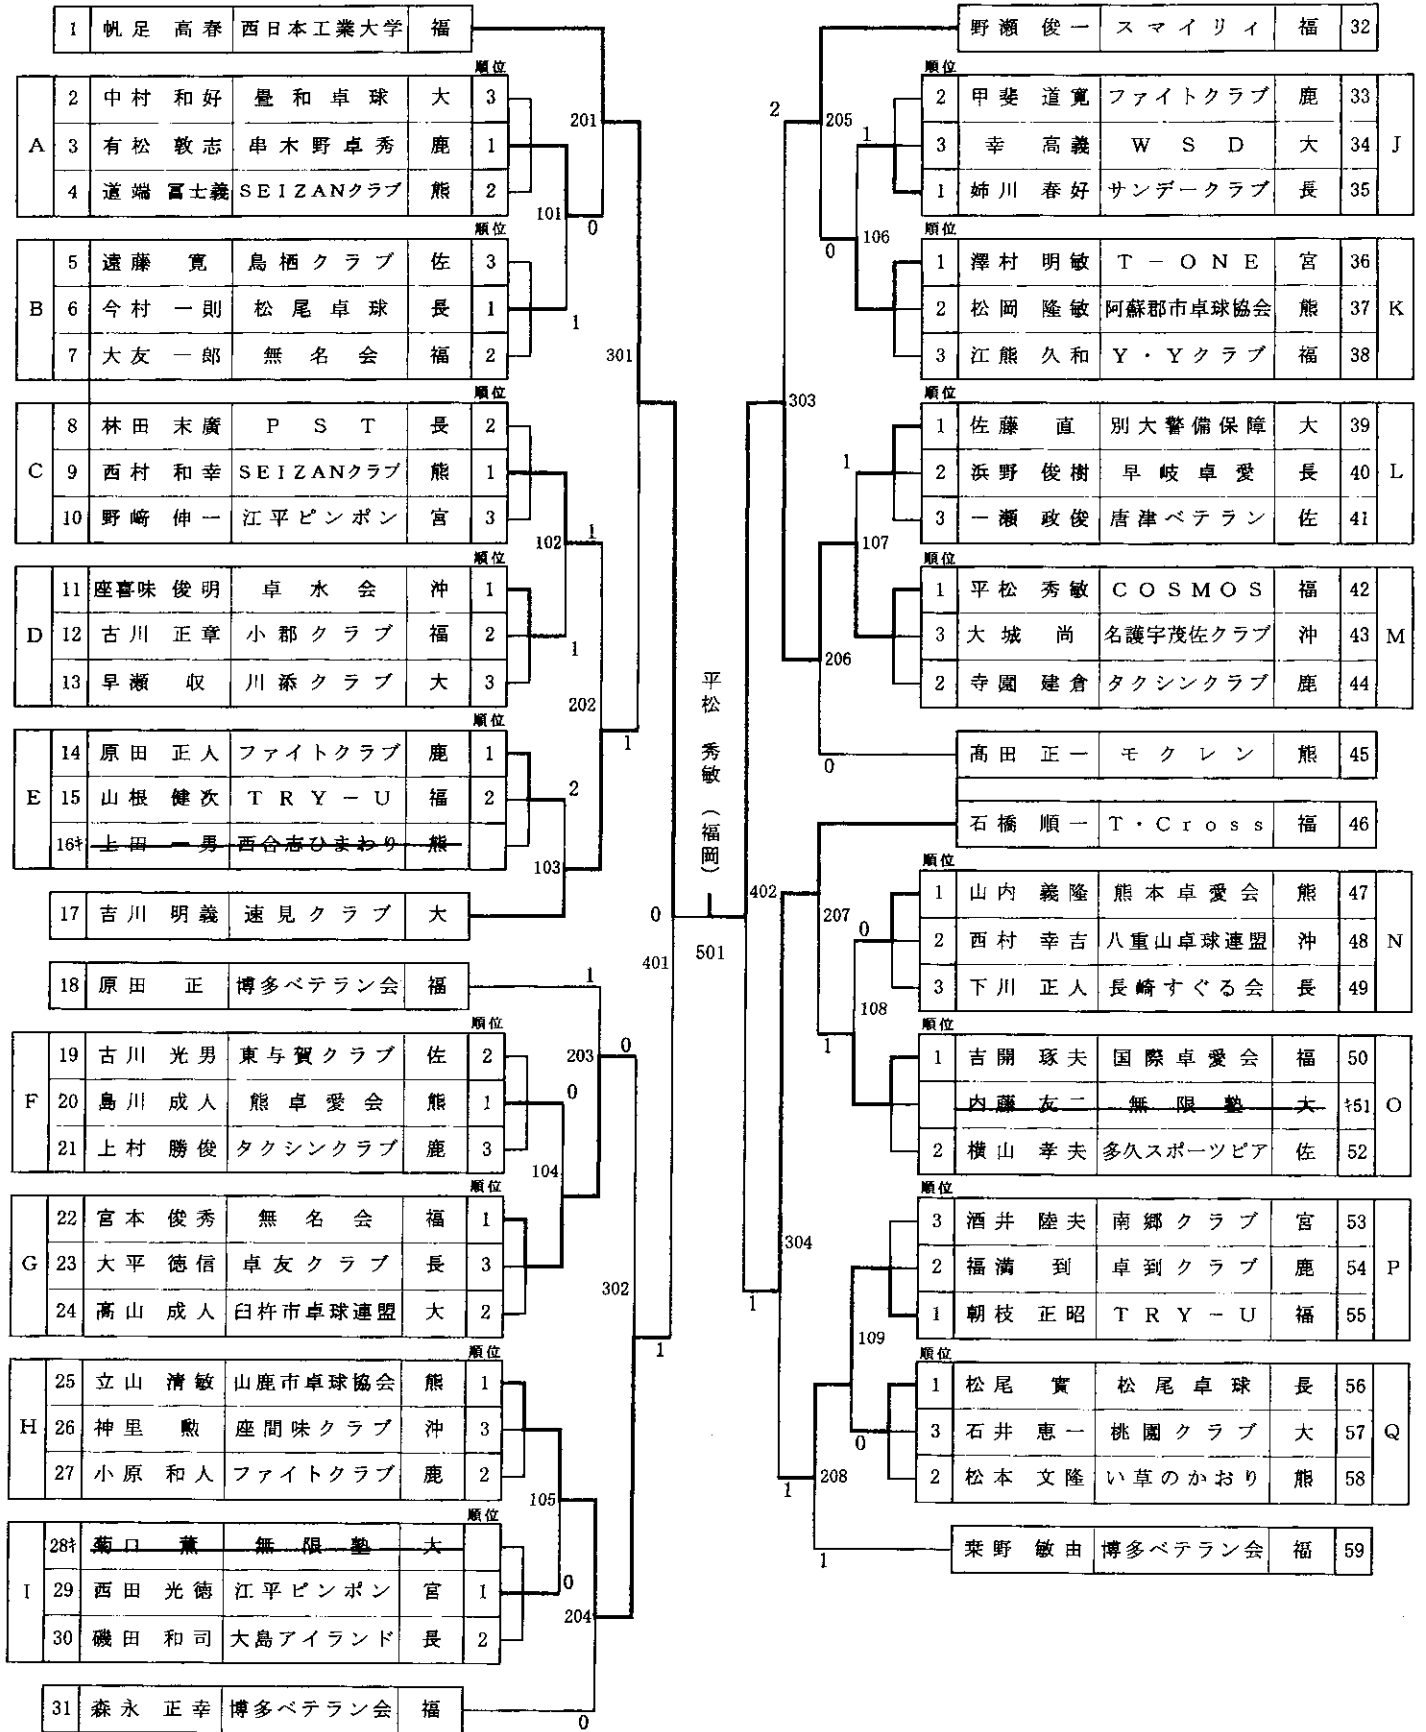 1 帆足 高春 西日本工業大学 福
順位
A
2 中村 和好 畳和卓球 大 3
3 有松 敦志 串木野卓秀 鹿 1
4 道端 冨士義 SEIZANクラブ 熊 2
順位
B
5 遠藤 寛 鳥栖クラブ 佐 3
6 今村 一則 松尾卓球 長 1
7 大友 一郎 無名会 福 2
順位
C
8 林田 末廣 PST 長 2
9 西村 和幸 SEIZANクラブ 熊 1
10 野﨑 伸一 江平ピンポン 宮 3
順位
D
11 座喜味 俊明 卓水会 沖 1
12 古川 正章 小郡クラブ 福 2
13 早瀬 収 川添クラブ 大 3
順位
E
14 原田 正人 ファイトクラブ 鹿 1
15 山根 健次 TRY-U 福 2
16キ 上田 一男 西合志ひまわり 熊
17 吉川 明義 速見クラブ 大
18 原田 正 博多ベテラン会 福
順位
F
19 古川 光男 東与賀クラブ 佐 2
20 島川 成人 熊卓愛会 熊 1
21 上村 勝俊 タクシンクラブ 鹿 3
順位
G
22 宮本 俊秀 無名会 福 1
23 大平 徳信 卓友クラブ 長 3
24 高山 成人 臼杵市卓球連盟 大 2
順位
H
25 立山 清敏 山鹿市卓球協会 熊 1
26 神里 勲 座間味クラブ 沖 3
27 小原 和人 ファイトクラブ 鹿 2
順位
I
28キ 菊口 薫 無限塾 大
29 西田 光徳 江平ピンポン 宮 1
30 磯田 和司 大島アイランド 長 2
31 森永 正幸 博多ベテラン会 福
201
101
0
1
301
102
1
1
202
1
2
103
0
401
1
203
0
0
104
302
1
105
0
204
0
平松 秀敏 (福岡)
501
野瀬 俊一 スマイリィ 福 32
順位
2 甲斐 道寛 ファイトクラブ 鹿 33
3 幸 高義 WSD 大 34
1 姉川 春好 サンデークラブ 長 35
J
1 澤村 明敏 T-ONE 宮 36
2 松岡 隆敏 阿蘇郡市卓球協会 熊 37
3 江熊 久和 Y・Yクラブ 福 38
K
順位
1 佐藤 直 別大警備保障 大 39
2 浜野 俊樹 早岐卓愛 長 40
3 一瀬 政俊 唐津ベテラン 佐 41
L
順位
1 平松 秀敏 COSMOS 福 42
3 大城 尚 名護宇茂佐クラブ 沖 43
2 寺園 建倉 タクシンクラブ 鹿 44
M
髙田 正一 モクレン 熊 45
石橋 順一 T・Cross 福 46
順位
1 山内 義隆 熊本卓愛会 熊 47
2 西村 幸吉 八重山卓球連盟 沖 48
3 下川 正人 長崎すぐる会 長 49
N
順位
1 吉開 琢夫 国際卓愛会 福 50
内藤 友二 無限塾 大 キ51
2 横山 孝夫 多久スポーツピア 佐 52
O
順位
3 酒井 陸夫 南郷クラブ 宮 53
2 福満 到 卓到クラブ 鹿 54
1 朝枝 正昭 TRY-U 福 55
P
順位
1 松尾 實 松尾卓球 長 56
3 石井 恵一 桃園クラブ 大 57
2 松本 文隆 い草のかおり 熊 58
Q
野 敏由 博多ベテラン会 福 59
2
205
1
106
0
303
1
107
206
0
402
207
0
108
1
304
1
109
0
208
1
1